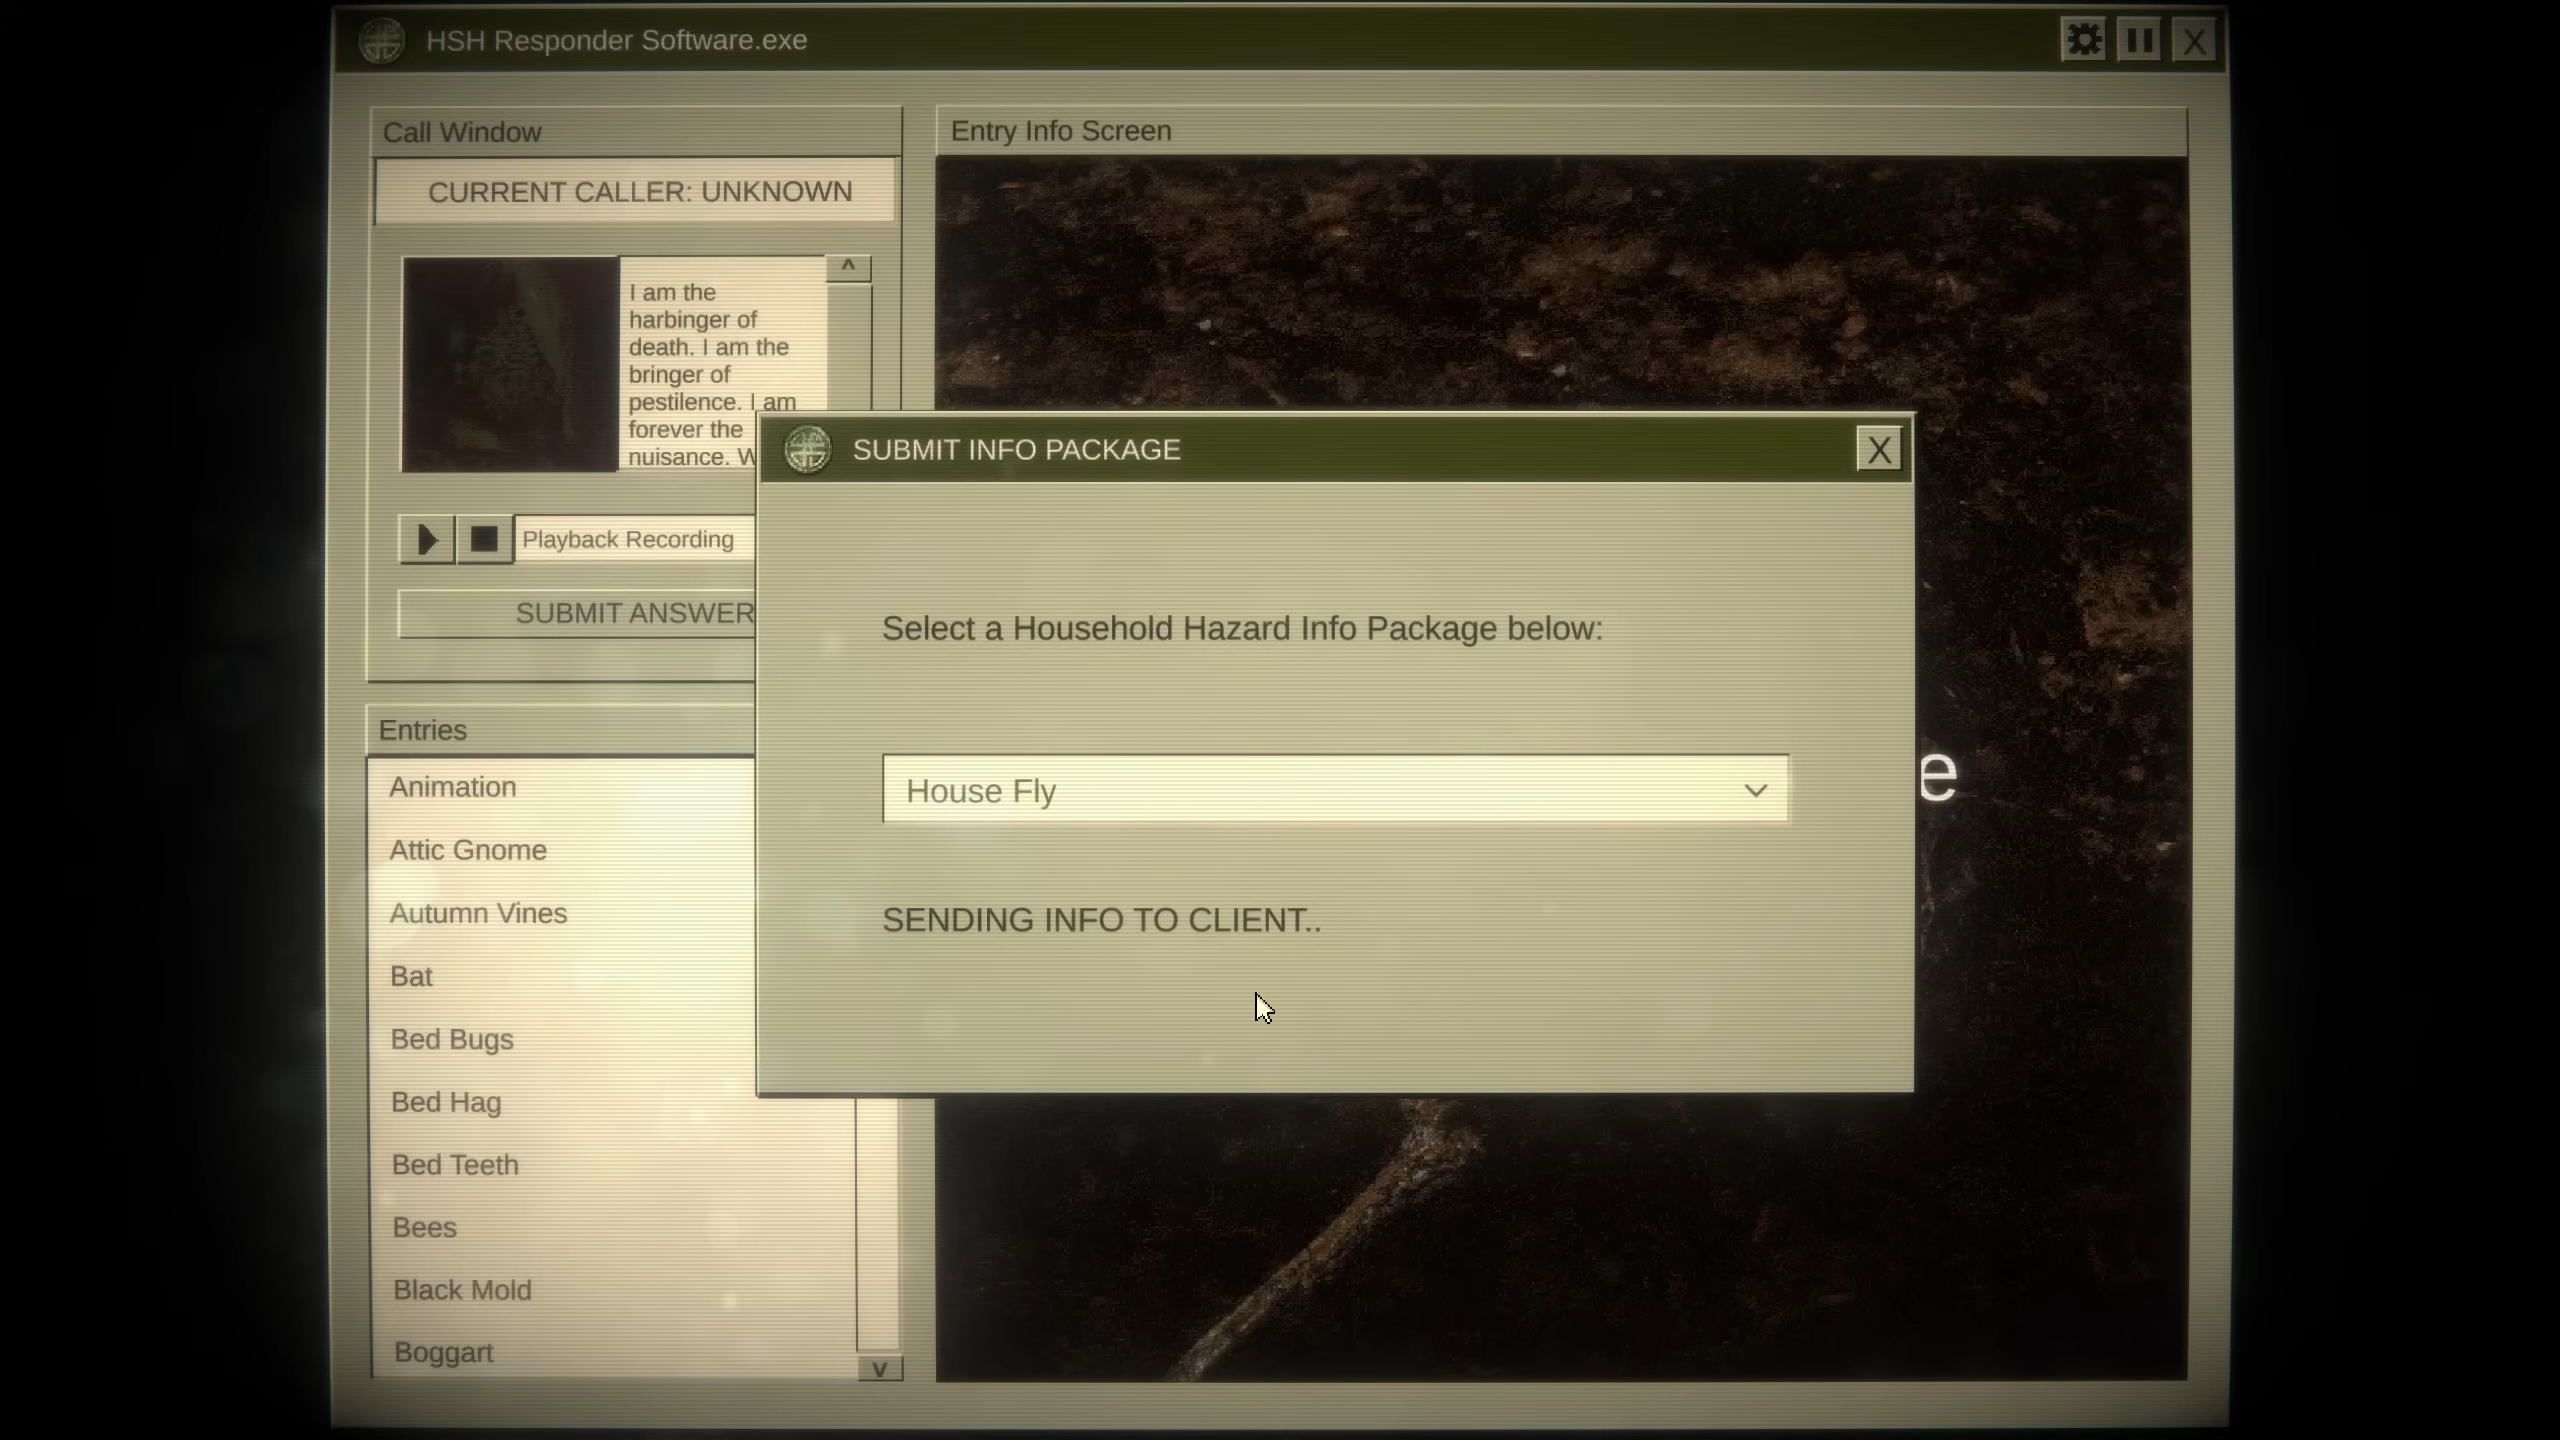 HSH Responder Software.exe
X
Call Window
CURRENT CALLER: UNKNOWN
I am the
harbinger of
death. I am the
bringer of
pestilence. I am
forever the
nuisance.
Playback Recording
SUBMIT ANSWER
Entries
Animation
Attic Gnome
Autumn Vines
Bat
Bed Bugs
Bed Hag
Bed Teeth
Bees
Black Mold
Boggart
Entry Info Screen
e
SUBMIT INFO PACKAGE
X
Select a Household Hazard Info Package below:
House Fly
SENDING INFO TO CLIENT..